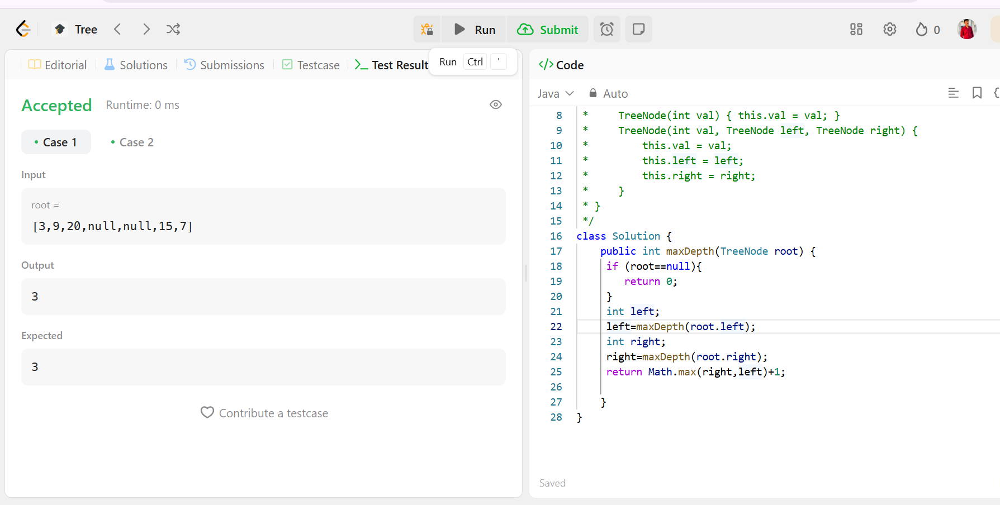 Tree
Run
Submit
0
Editorial
Solutions
Submissions
Testcase
Test Result
Run Ctrl '
Accepted Runtime: 0 ms
Case 1
Case 2
Input
root =
[3,9,20,null,null,15,7]
Output
3
Expected
3
Contribute a testcase
</> Code
Java
Auto
8 *     TreeNode(int val) { this.val = val; }
9 *     TreeNode(int val, TreeNode left, TreeNode right) {
10 *         this.val = val;
11 *         this.left = left;
12 *         this.right = right;
13 *     }
14 * }
15 */
16 class Solution {
17     public int maxDepth(TreeNode root) {
18      if (root==null){
19         return 0;
20      }
21      int left;
22      left=maxDepth(root.left);
23      int right;
24      right=maxDepth(root.right);
25      return Math.max(right,left)+1;
26
27     }
28 }
Saved